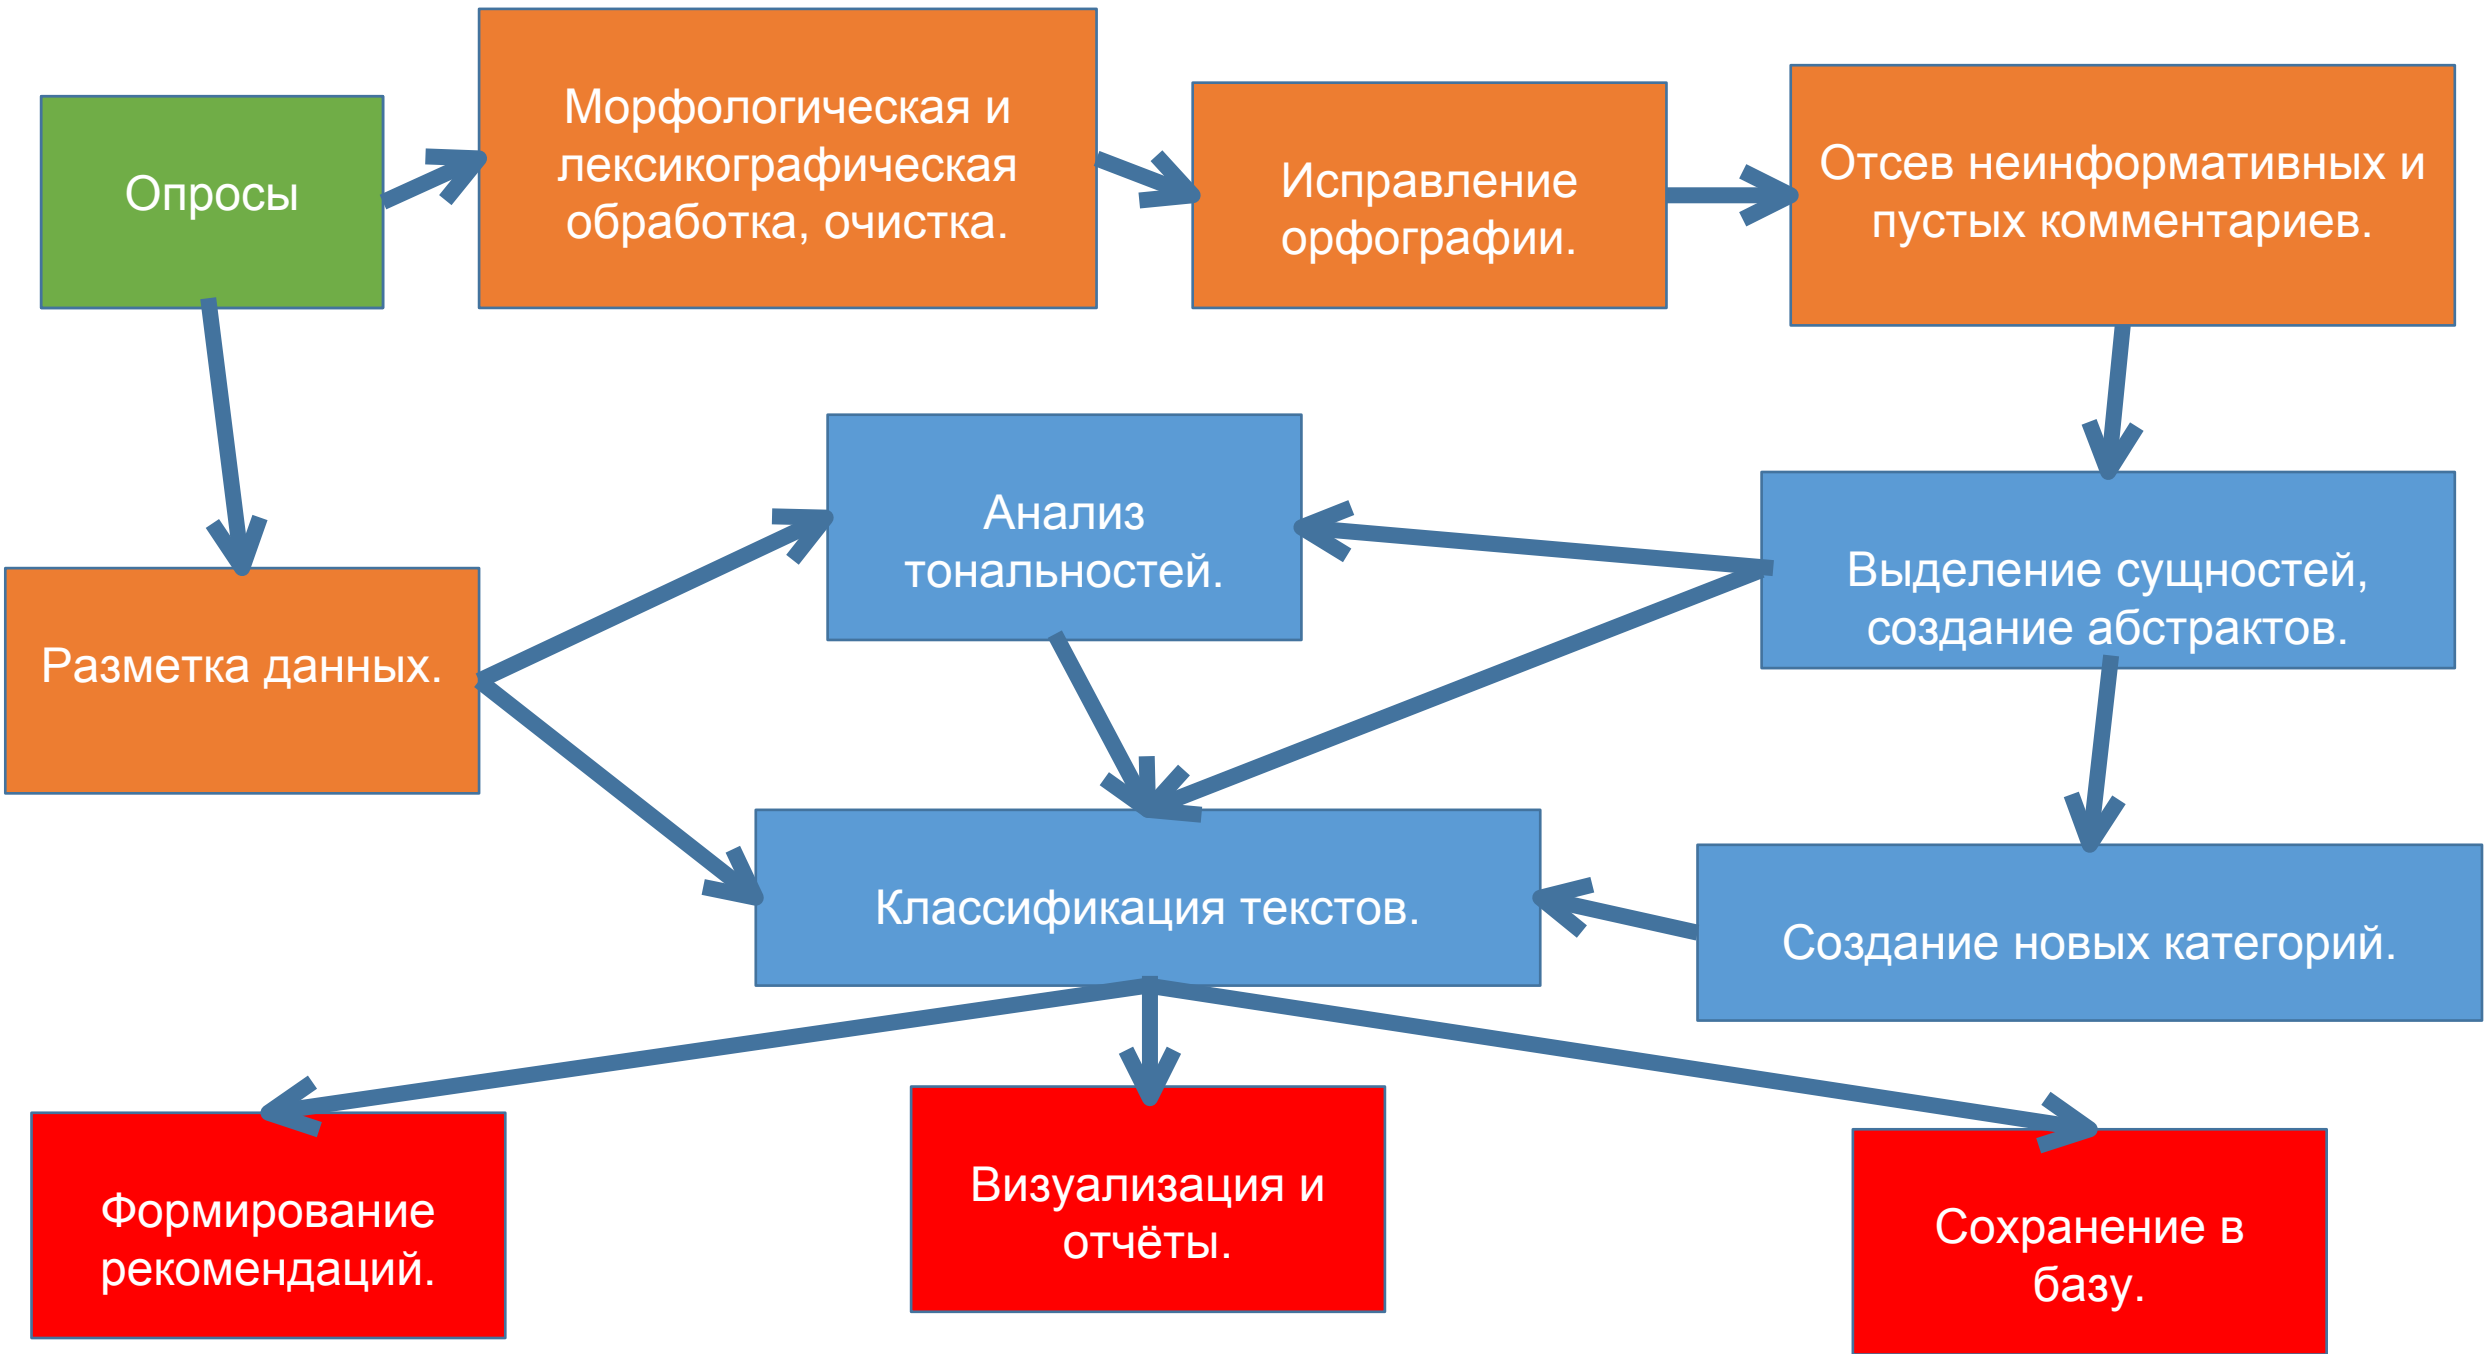 Опросы
Морфологическая и
лексикографическая
обработка, очистка.
Исправление
орфографии.
Отсев неинформативных и
пустых комментариев.
Анализ
тональностей.
Выделение сущностей,
создание абстрактов.
Разметка данных.
Классификация текстов.
Создание новых категорий.
Формирование
рекомендаций.
Визуализация и
отчёты.
Сохранение в
базу.